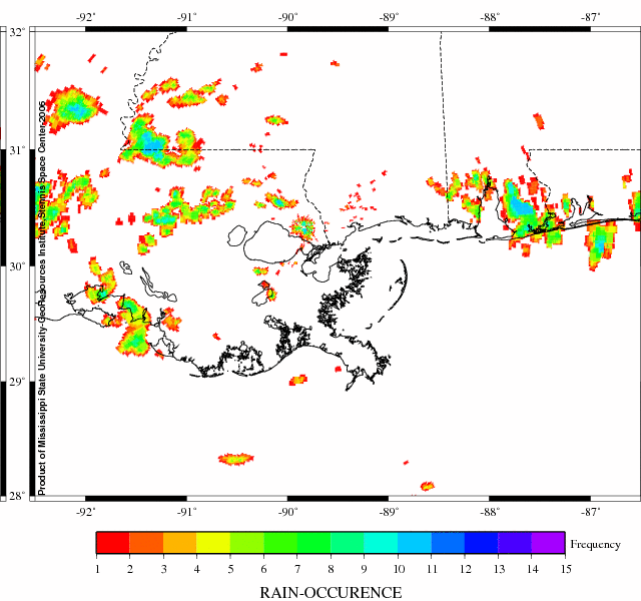 -92° -91° -90° -89° -88° -87°
32°
31°
30°
29°
28°
Product of Mississippi State University-GeoResources Institute,Stennis Space Center,2006
-92° -91° -90° -89° -88° -87°
Frequency
1 2 3 4 5 6 7 8 9 10 11 12 13 14 15
RAIN-OCCURENCE